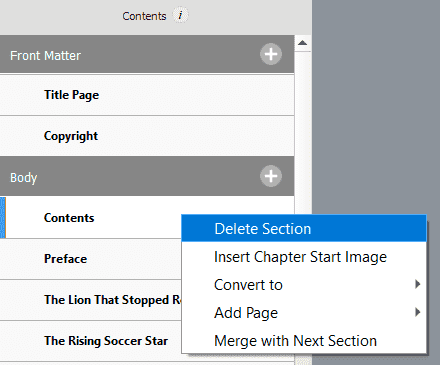 Contents i
Front Matter
Title Page
Copyright
Body
Contents
Delete Section
Insert Chapter Start Image
Preface
Convert to
The Lion That Stopped
Add Page
The Rising Soccer Star
Merge with Next Section